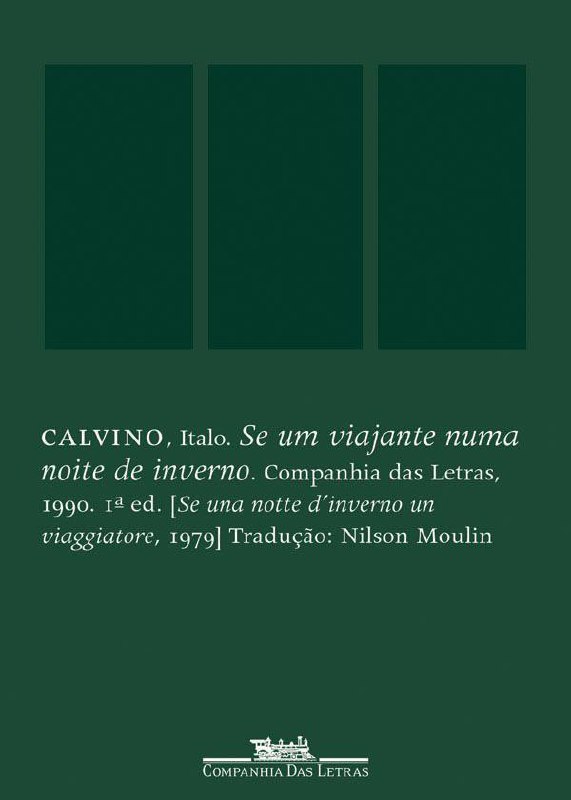 CALVINO, Italo. Se um viajante numa
noite de inverno. Companhia das Letras,
1990. 1ª ed. [Se una notte d´inverno un
viaggiatore, 1979] Tradução: Nilson Moulin
COMPANHIA DAS LETRAS